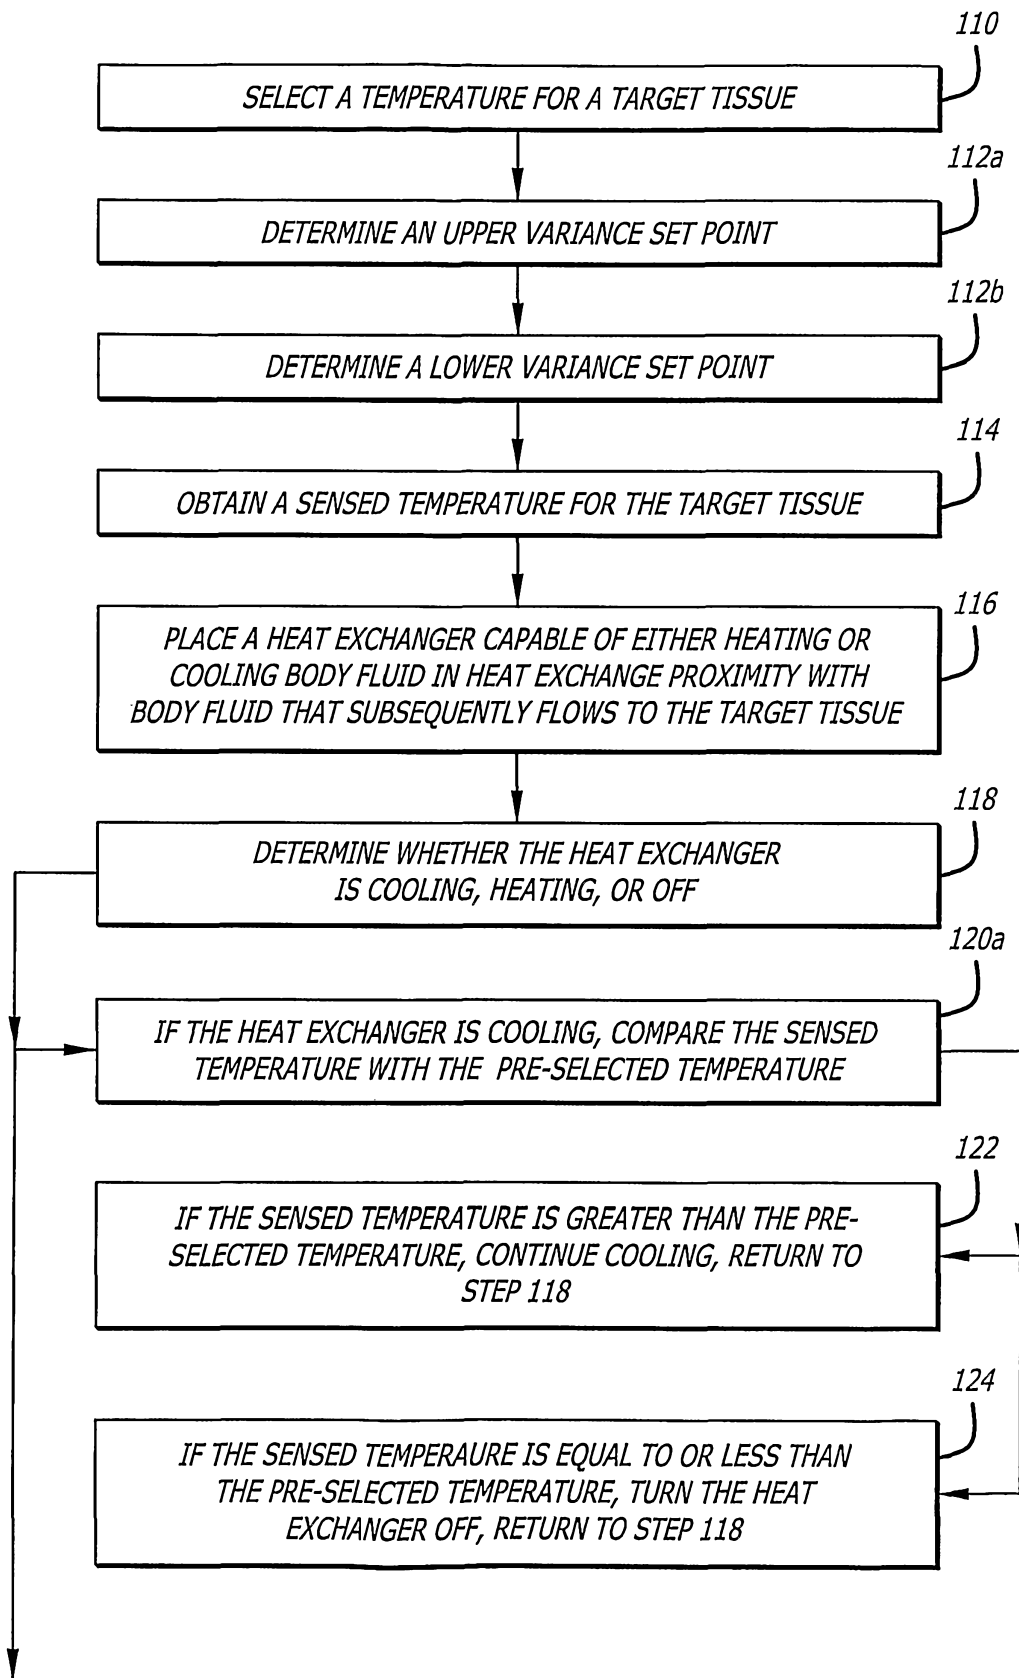 110
SELECT A TEMPERATURE FOR A TARGET TISSUE
112a
DETERMINE AN UPPER VARIANCE SET POINT
112b
DETERMINE A LOWER VARIANCE SET POINT
114
OBTAIN A SENSED TEMPERATURE FOR THE TARGET TISSUE
116
PLACE A HEAT EXCHANGER CAPABLE OF EITHER HEATING OR
COOLING BODY FLUID IN HEAT EXCHANGE PROXIMITY WITH
BODY FLUID THAT SUBSEQUENTLY FLOWS TO THE TARGET TISSUE
118
DETERMINE WHETHER THE HEAT EXCHANGER
IS COOLING, HEATING, OR OFF
120a
IF THE HEAT EXCHANGER IS COOLING, COMPARE THE SENSED
TEMPERATURE WITH THE PRE-SELECTED TEMPERATURE
122
IF THE SENSED TEMPERATURE IS GREATER THAN THE PRE-
SELECTED TEMPERATURE, CONTINUE COOLING, RETURN TO
STEP 118
124
IF THE SENSED TEMPERAURE IS EQUAL TO OR LESS THAN
THE PRE-SELECTED TEMPERATURE, TURN THE HEAT
EXCHANGER OFF, RETURN TO STEP 118